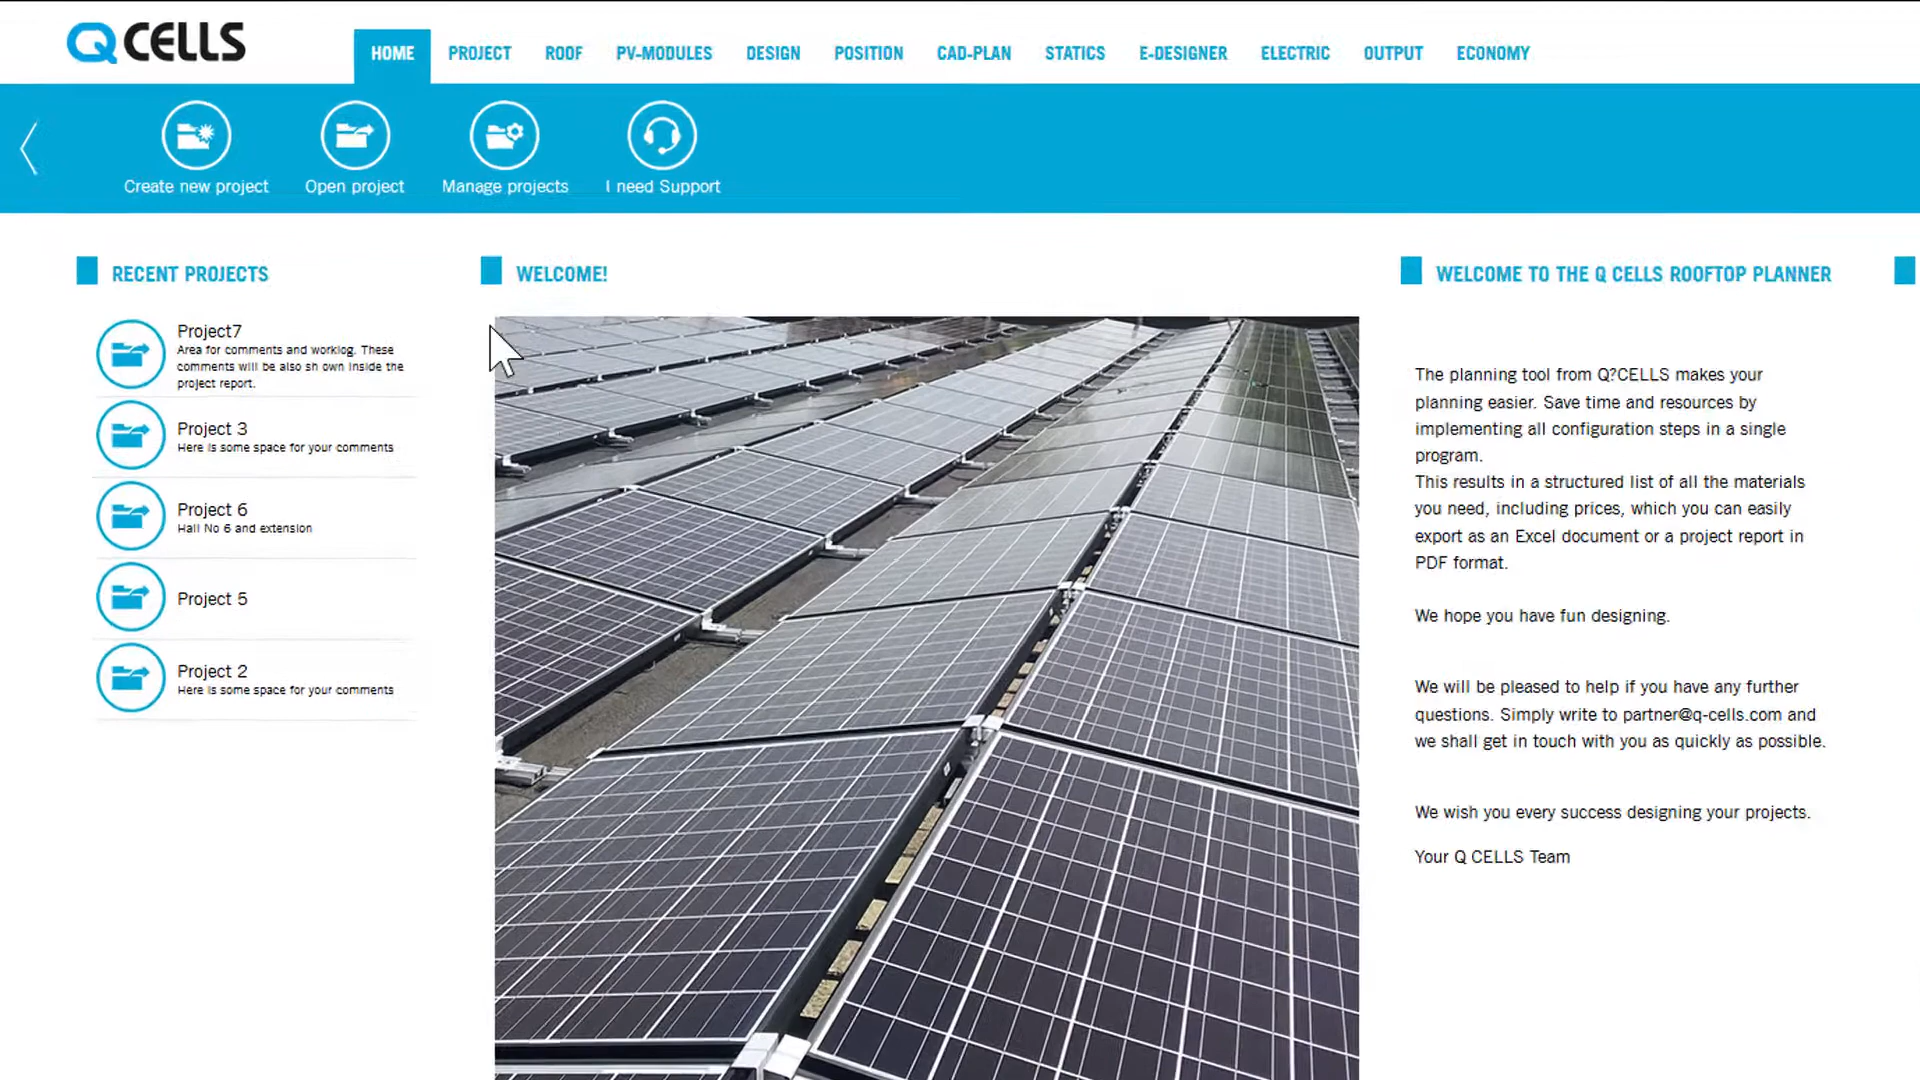 Q CELLS
HOME PROJECT ROOF PV-MODULES DESIGN POSITION CAD-PLAN STATICS E-DESIGNER ELECTRIC OUTPUT ECONOMY
Create new project Open project Manage projects I need Support
RECENT PROJECTS
Project7
Area for comments and worklog. These
comments will be also sh own inside the
project report.
Project 3
Here is some space for your comments
Project 6
Hall No 6 and extension
Project 5
Project 2
Here is some space for your comments
WELCOME!
WELCOME TO THE Q CELLS ROOFTOP PLANNER
The planning tool from Q?CELLS makes your
planning easier. Save time and resources by
implementing all configuration steps in a single
program.
This results in a structured list of all the materials
you need, including prices, which you can easily
export as an Excel document or a project report in
PDF format.
We hope you have fun designing.
We will be pleased to help if you have any further
questions. Simply write to partner@q-cells.com and
we shall get in touch with you as quickly as possible.
We wish you every success designing your projects.
Your Q CELLS Team